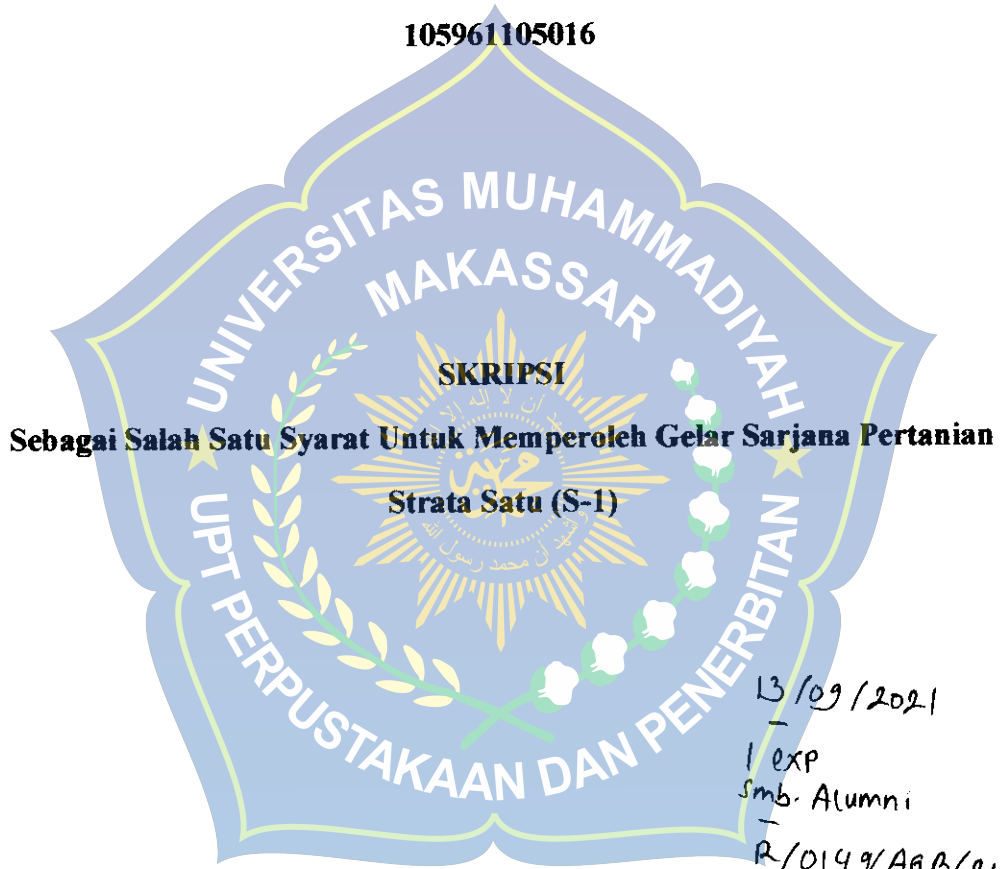 105961105016
UNIVERSITAS MUHAMMADIYAH
MAKASSAR
SKRIPSI
Sebagai Salah Satu Syarat Untuk Memperoleh Gelar Sarjana Pertanian
Strata Satu (S-1)
UPT PERPUSTAKAAN DAN PENERBITAN
13/09/2021
1 exp
Smb. Alumni